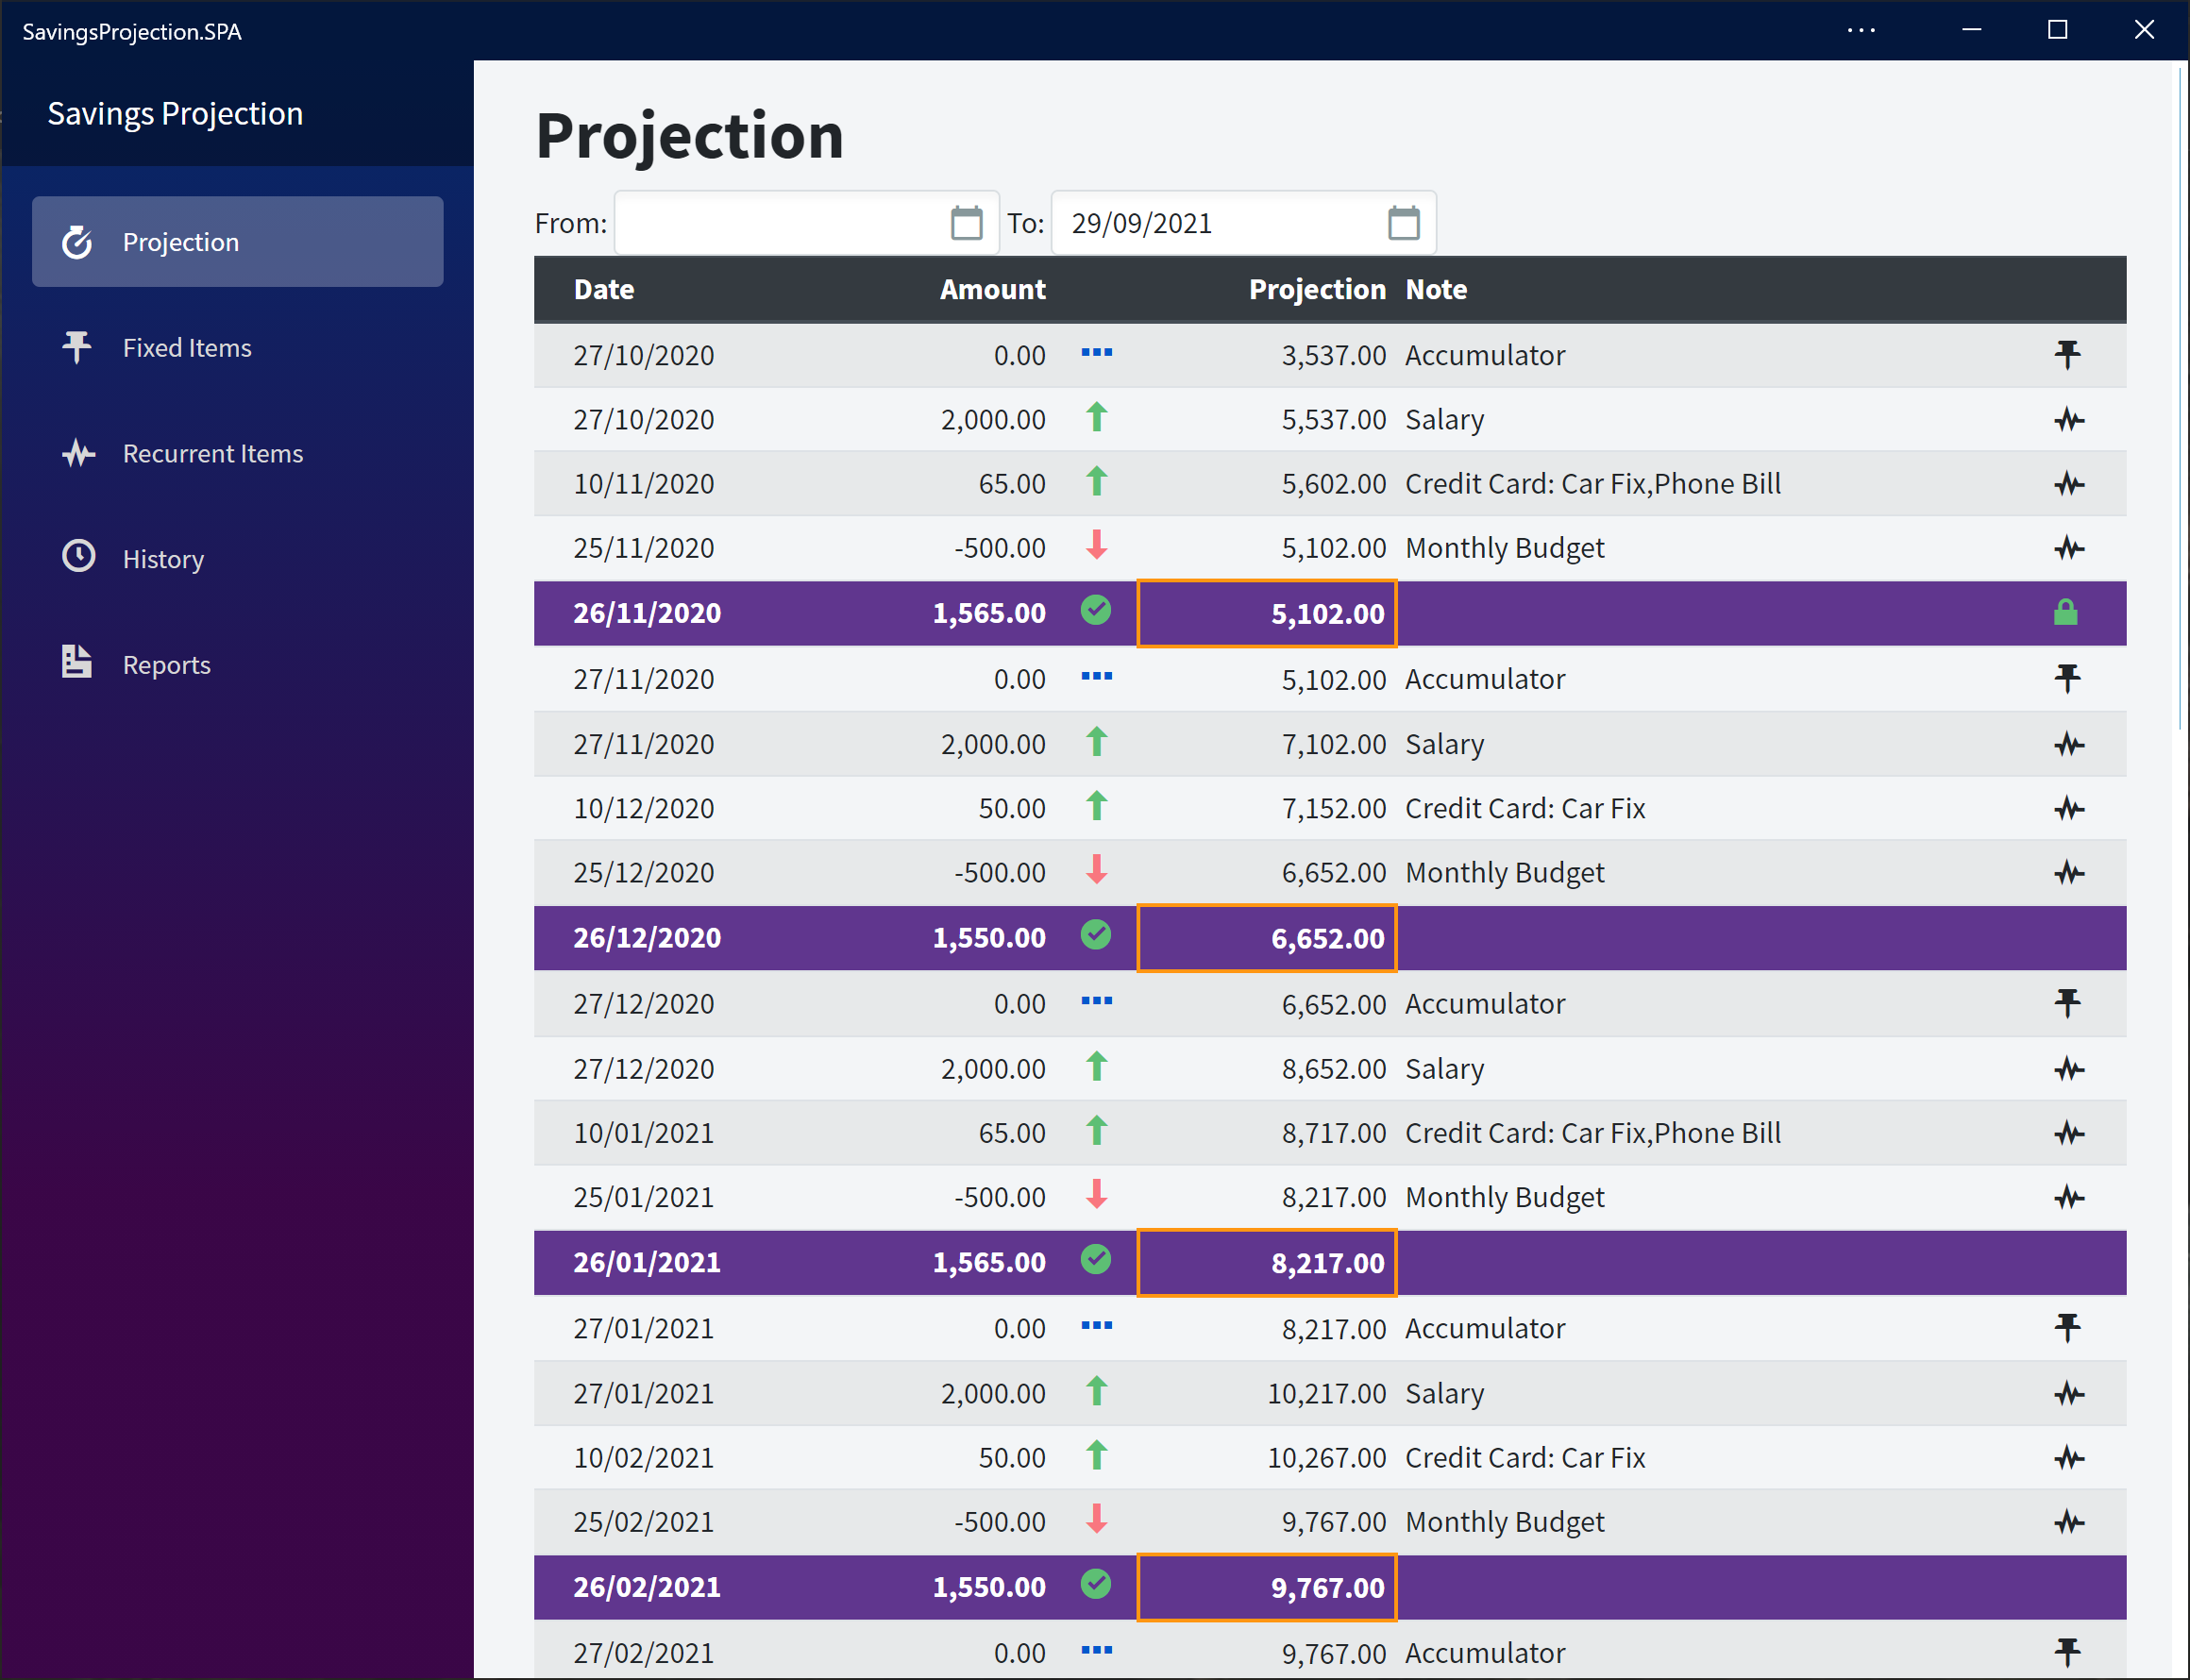 SavingsProjection.SPA
Savings Projection
Projection
Fixed Items
Recurrent Items
History
Reports
Projection
From: To: 29/09/2021
Date Amount Projection Note
27/10/2020 0.00 3,537.00 Accumulator
27/10/2020 2,000.00 5,537.00 Salary
10/11/2020 65.00 5,602.00 Credit Card: Car Fix,Phone Bill
25/11/2020 -500.00 5,102.00 Monthly Budget
26/11/2020 1,565.00 5,102.00
27/11/2020 0.00 5,102.00 Accumulator
27/11/2020 2,000.00 7,102.00 Salary
10/12/2020 50.00 7,152.00 Credit Card: Car Fix
25/12/2020 -500.00 6,652.00 Monthly Budget
26/12/2020 1,550.00 6,652.00
27/12/2020 0.00 6,652.00 Accumulator
27/12/2020 2,000.00 8,652.00 Salary
10/01/2021 65.00 8,717.00 Credit Card: Car Fix,Phone Bill
25/01/2021 -500.00 8,217.00 Monthly Budget
26/01/2021 1,565.00 8,217.00
27/01/2021 0.00 8,217.00 Accumulator
27/01/2021 2,000.00 10,217.00 Salary
10/02/2021 50.00 10,267.00 Credit Card: Car Fix
25/02/2021 -500.00 9,767.00 Monthly Budget
26/02/2021 1,550.00 9,767.00
27/02/2021 0.00 9,767.00 Accumulator